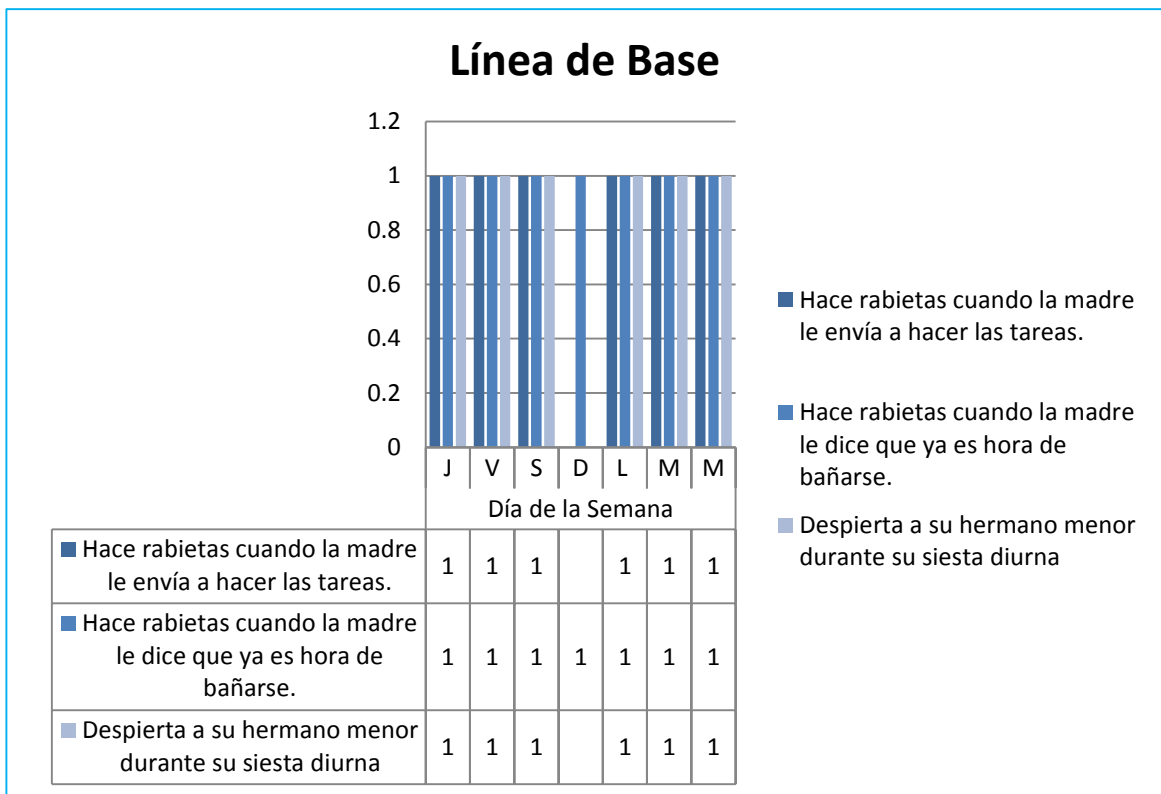 Línea de Base
1.2
1
0.8
0.6
0.4
0.2
0
J V S D L M M
Día de la Semana
Hace rabietas cuando la madre
le envía a hacer las tareas.
1 1 1 1 1 1
Hace rabietas cuando la madre
le dice que ya es hora de
bañarse.
1 1 1 1 1 1 1
Despierta a su hermano menor
durante su siesta diurna
1 1 1 1 1 1
Hace rabietas cuando la madre
le envía a hacer las tareas.
Hace rabietas cuando la madre
le dice que ya es hora de
bañarse.
Despierta a su hermano menor
durante su siesta diurna